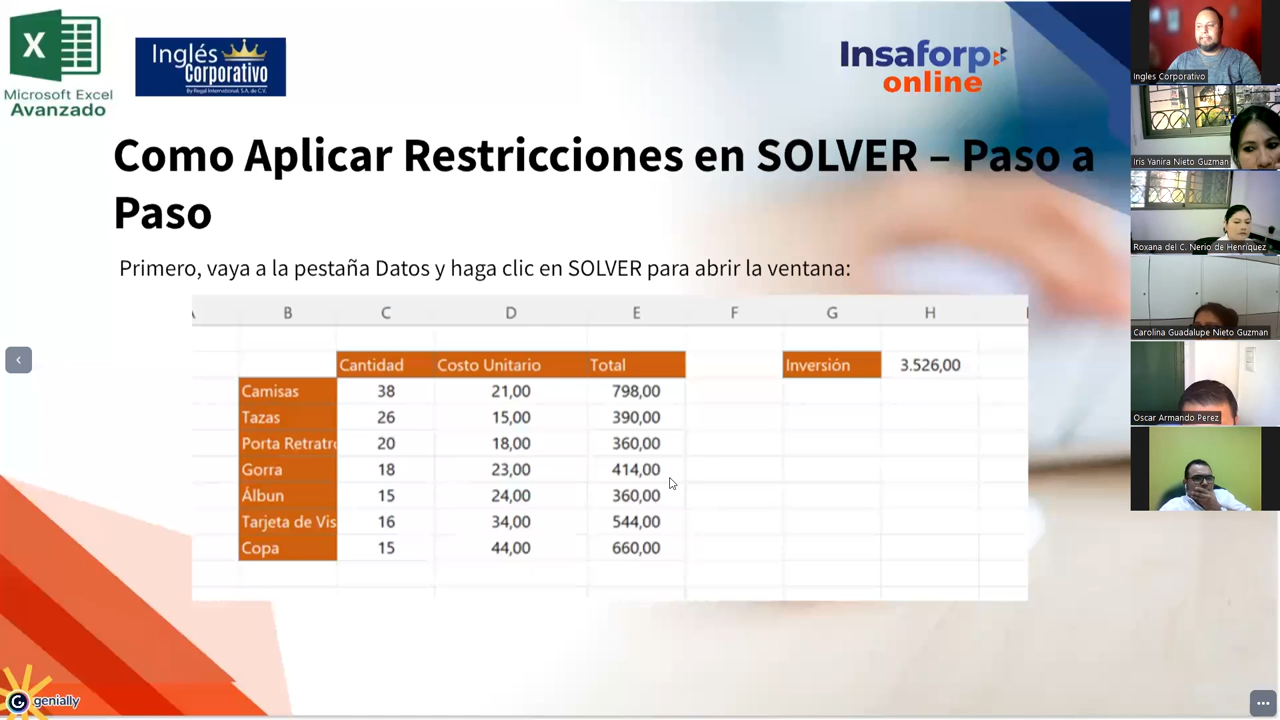 X
Microsoft Excel
Avanzado
Inglés
Corporativo
By Regal International, S.A. de C.V.
Insaforp
online
Como Aplicar Restricciones en SOLVER – Paso a
Paso
Primero, vaya a la pestaña Datos y haga clic en SOLVER para abrir la ventana:
B C D E F G H
Cantidad Costo Unitario Total Inversión 3.526,00
Camisas 38 21,00 798,00
Tazas 26 15,00 390,00
Porta Retratro 20 18,00 360,00
Gorra 18 23,00 414,00
Álbun 15 24,00 360,00
Tarjeta de Vis 16 34,00 544,00
Copa 15 44,00 660,00
genially
Ingles Corporativo
Iris Yanira Nieto Guzman
Roxana del C. Nerio de Henriquez
Carolina Guadalupe Nieto Guzman
Oscar Armando Perez